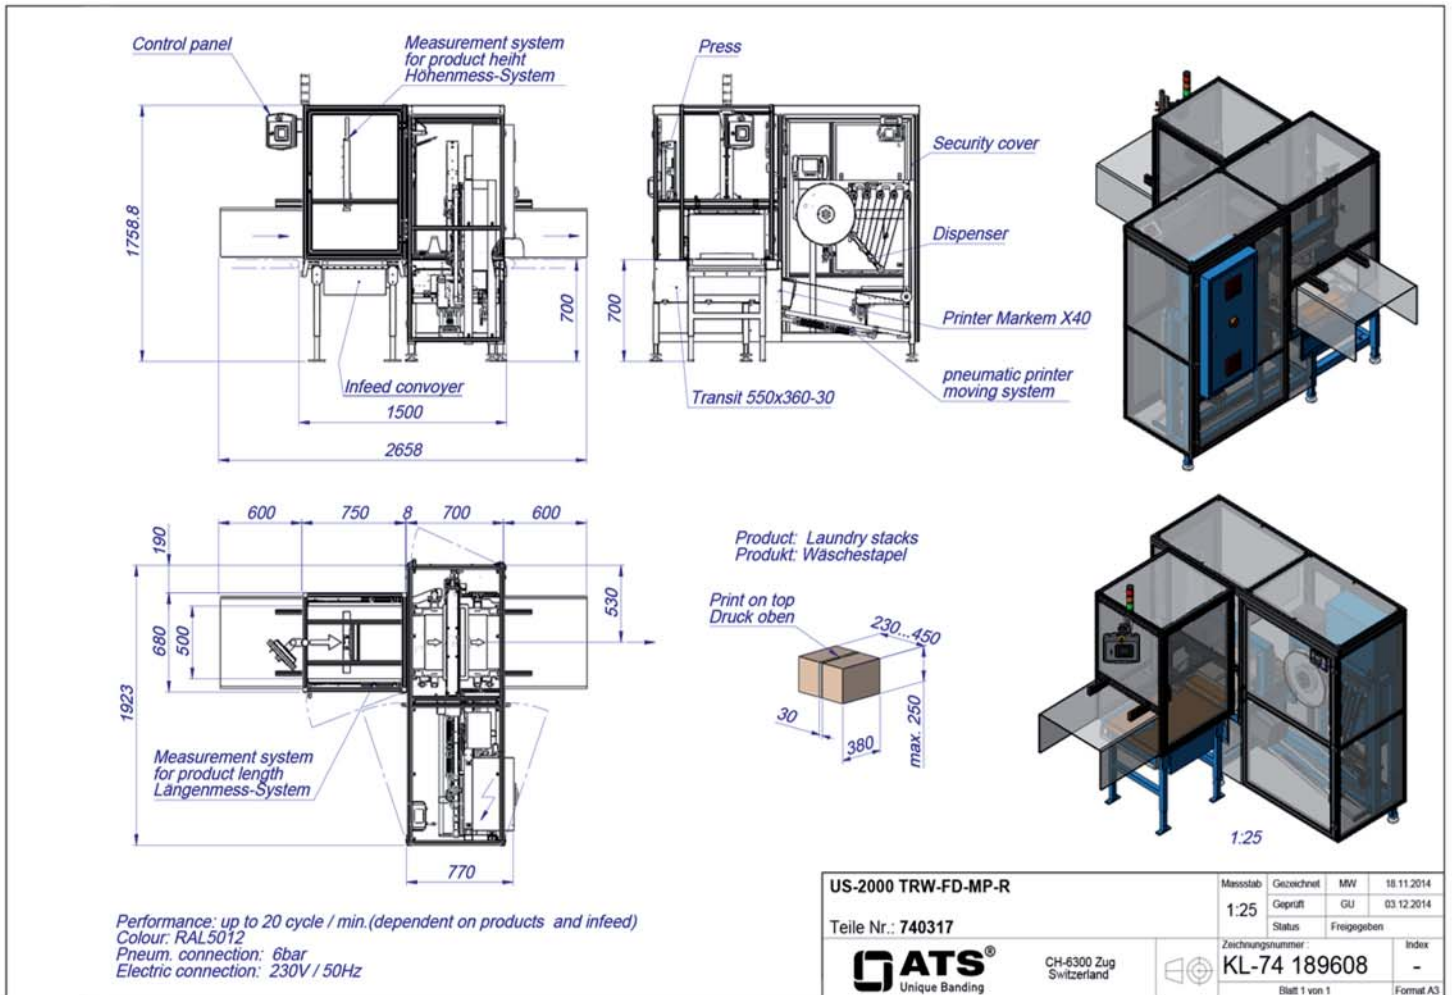 Control panel
Measurement system
for product heiht
Höhenmess-System
1758.8
700
Infeed convoyer
1500
2658
Press
Security cover
Dispenser
Printer Markem X40
pneumatic printer
moving system
Transit 550x360-30
700
600
750
8
700
600
190
530
680
500
1923
Measurement system
for product length
Längenmess-System
770
Product: Laundry stacks
Produkt: Wäschestapel
Print on top
Druck oben
230...450
30
380
max. 250
1:25
Performance: up to 20 cycle / min.(dependent on products and infeed)
Colour: RAL5012
Pneum. connection: 6bar
Electric connection: 230V / 50Hz
US-2000 TRW-FD-MP-R
Teile Nr.: 740317
Massstab
1:25
Gezeichnet MW 18.11.2014
Geprüft GU 03.12.2014
Status Freigegeben
ATS®
Unique Banding
CH-6300 Zug
Switzerland
Zeichnungsnummer:
KL-74 189608
Index
-
Blatt 1 von 1
Format A3